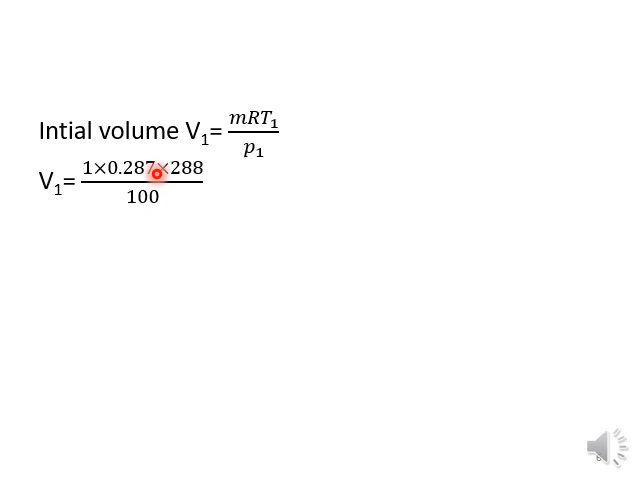 Intial volume V₁= mRT₁/p₁
V₁= 1×0.287×288/100